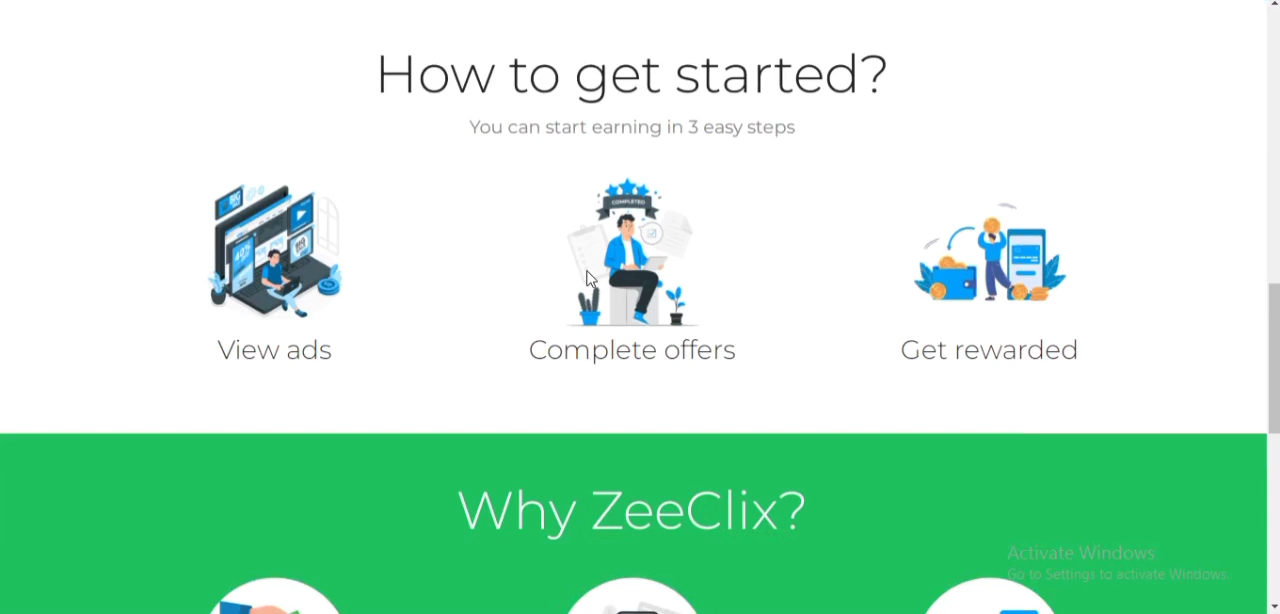 How to get started?
You can start earning in 3 easy steps
COMPLETED
View ads
Complete offers
Get rewarded
Why ZeeClix?
Activate Windows
Go to Settings to activate Windows.